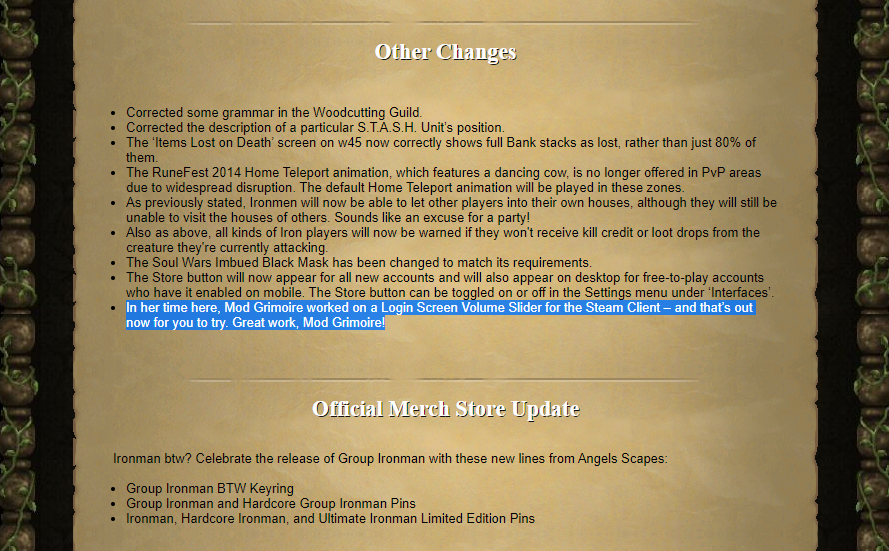 Other Changes
• Corrected some grammar in the Woodcutting Guild.
• Corrected the description of a particular S.T.A.S.H. Unit's position.
• The ‘Items Lost on Death’ screen on w45 now correctly shows full Bank stacks as lost, rather than just 80% of
them.
• The RuneFest 2014 Home Teleport animation, which features a dancing cow, is no longer offered in PvP areas
due to widespread disruption. The default Home Teleport animation will be played in these zones.
• As previously stated, Ironmen will now be able to let other players into their own houses, although they will still be
unable to visit the houses of others. Sounds like an excuse for a party!
• Also as above, all kinds of Iron players will now be warned if they won’t receive kill credit or loot drops from the
creature they’re currently attacking.
• The Soul Wars Imbued Black Mask has been changed to match its requirements.
• The Store button will now appear for all new accounts and will also appear on desktop for free-to-play accounts
who have it enabled on mobile. The Store button can be toggled on or off in the Settings menu under ‘Interfaces’.
• In her time here, Mod Grimoire worked on a Login Screen Volume Slider for the Steam Client – and that’s out
now for you to try. Great work, Mod Grimoire!
Official Merch Store Update
Ironman btw? Celebrate the release of Group Ironman with these new lines from Angels Scapes:
• Group Ironman BTW Keyring
• Group Ironman and Hardcore Group Ironman Pins
• Ironman, Hardcore Ironman, and Ultimate Ironman Limited Edition Pins